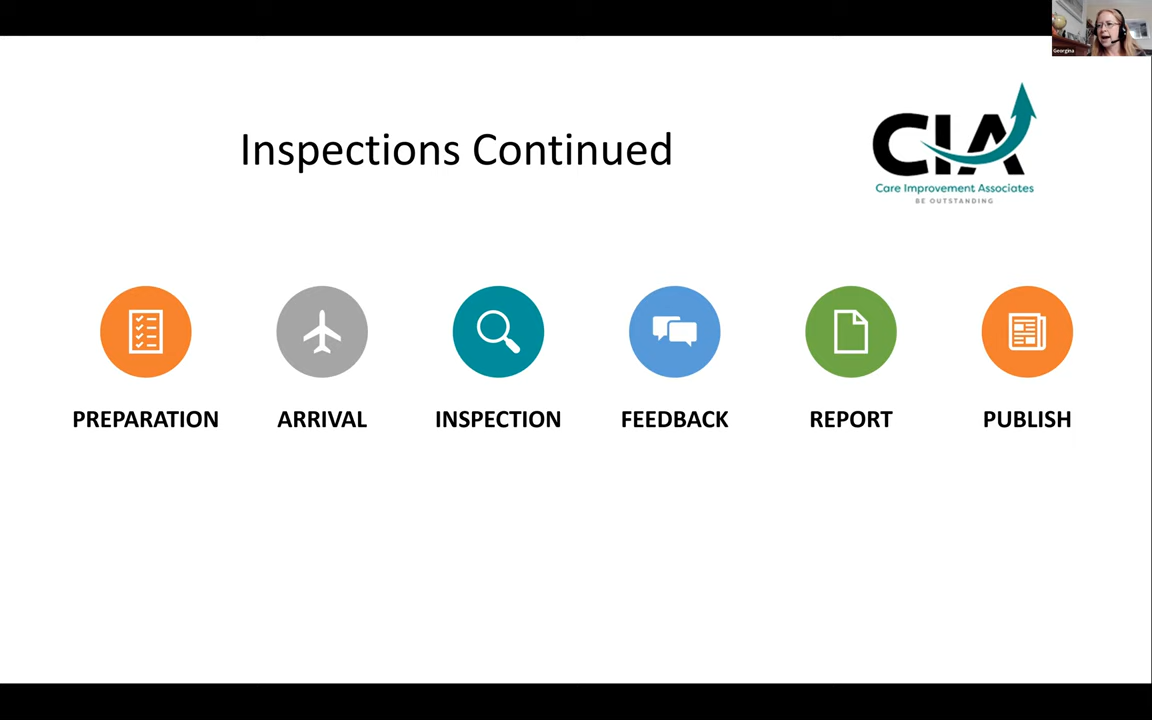 Georgina
Inspections Continued
CIA
Care Improvement Associates
BE OUTSTANDING
PREPARATION
ARRIVAL
INSPECTION
FEEDBACK
REPORT
PUBLISH